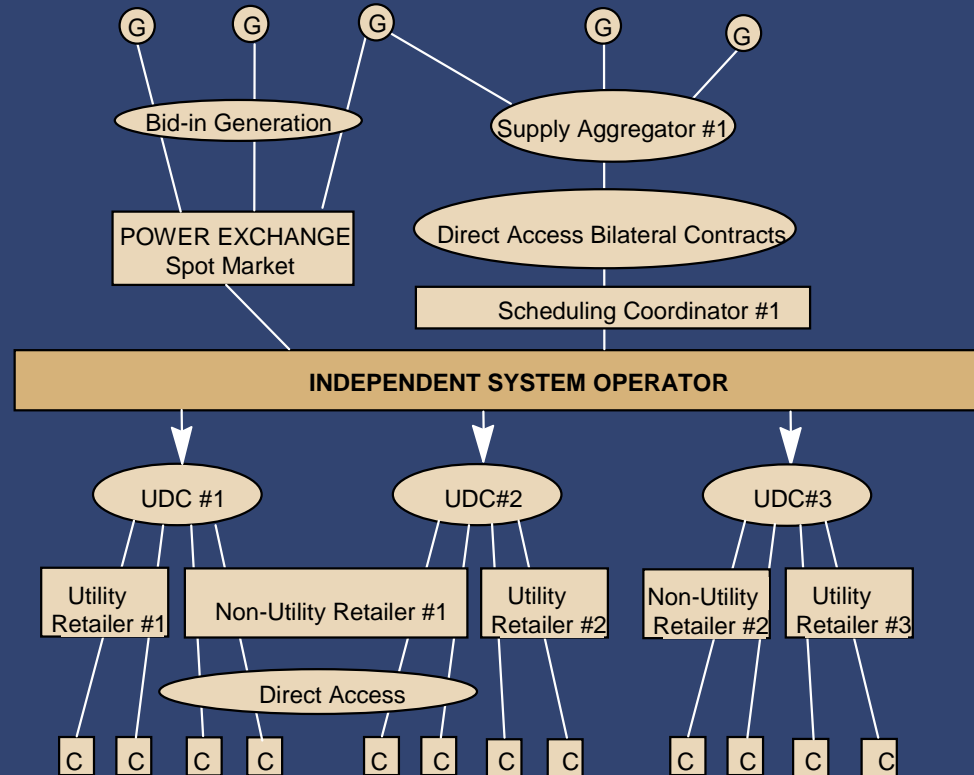 G
G
G
G
G
Bid-in Generation
Supply Aggregator #1
POWER EXCHANGE
Spot Market
Direct Access Bilateral Contracts
Scheduling Coordinator #1
INDEPENDENT SYSTEM OPERATOR
UDC #1
UDC#2
UDC#3
Utility
Retailer #1
Non-Utility Retailer #1
Utility
Retailer #2
Non-Utility
Retailer #2
Utility
Retailer #3
Direct Access
C
C
C
C
C
C
C
C
C
C
C
C